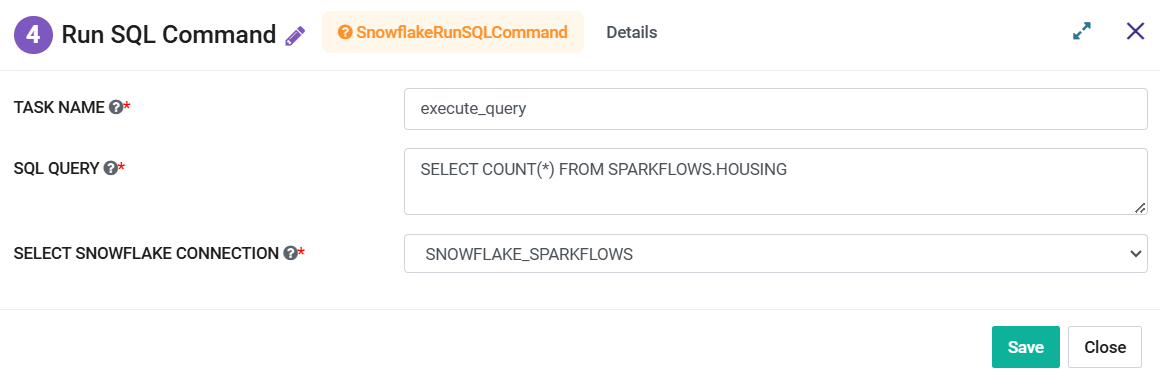 4 Run SQL Command ? SnowflakeRunSQLCommand Details
TASK NAME ?* execute_query
SQL QUERY ?* SELECT COUNT(*) FROM SPARKFLOWS.HOUSING
SELECT SNOWFLAKE CONNECTION ?* SNOWFLAKE_SPARKFLOWS
Save Close